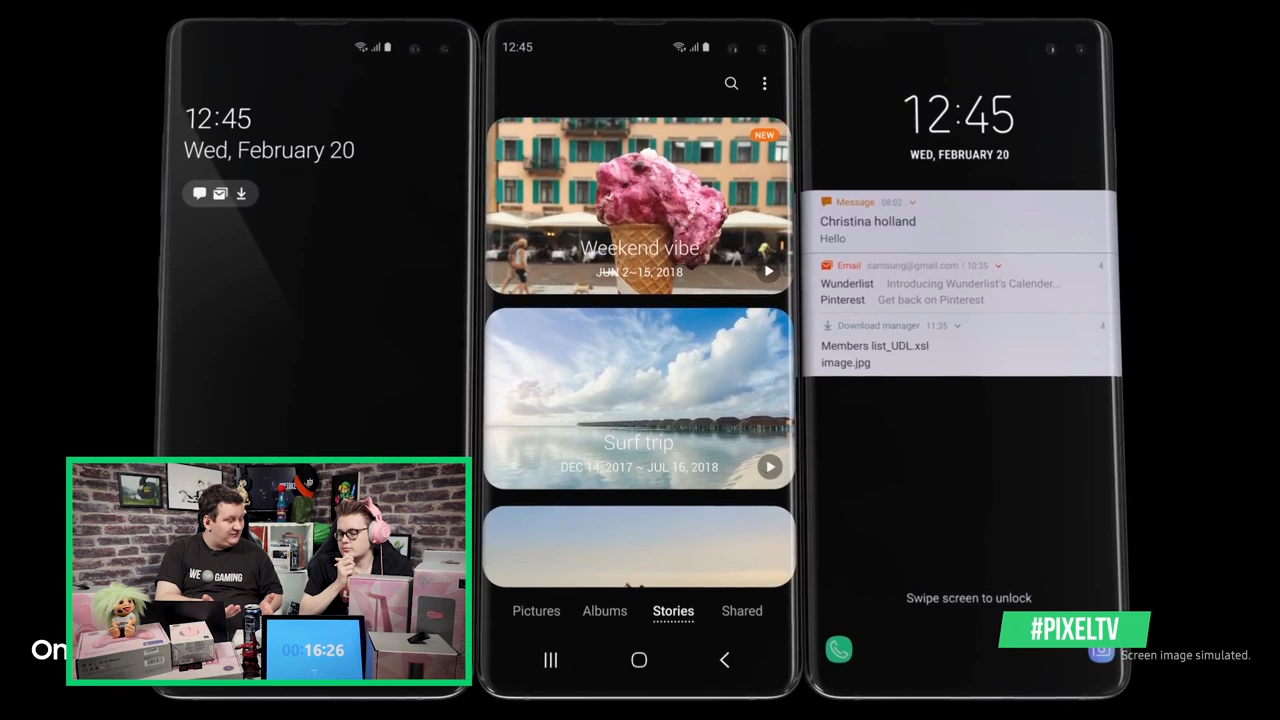 12:45
Wed, February 20
12:45
NEW
Weekend vibe
JUN 2~15, 2018
Surf trip
DEC 14, 2017 ~ JUL 16, 2018
Pictures Albums Stories Shared
12:45
WED, FEBRUARY 20
Message 08:02
Christina holland
Hello
Email samsung@gmail.com | 10:35 4
Wunderlist Introducing Wunderlist's Calender...
Pinterest Get back on Pinterest
Download manager 11:35 4
Members list_UDL.xsl
image.jpg
Swipe screen to unlock
#PIXELTV
Screen image simulated.
On
WE GAMING
00:16:26